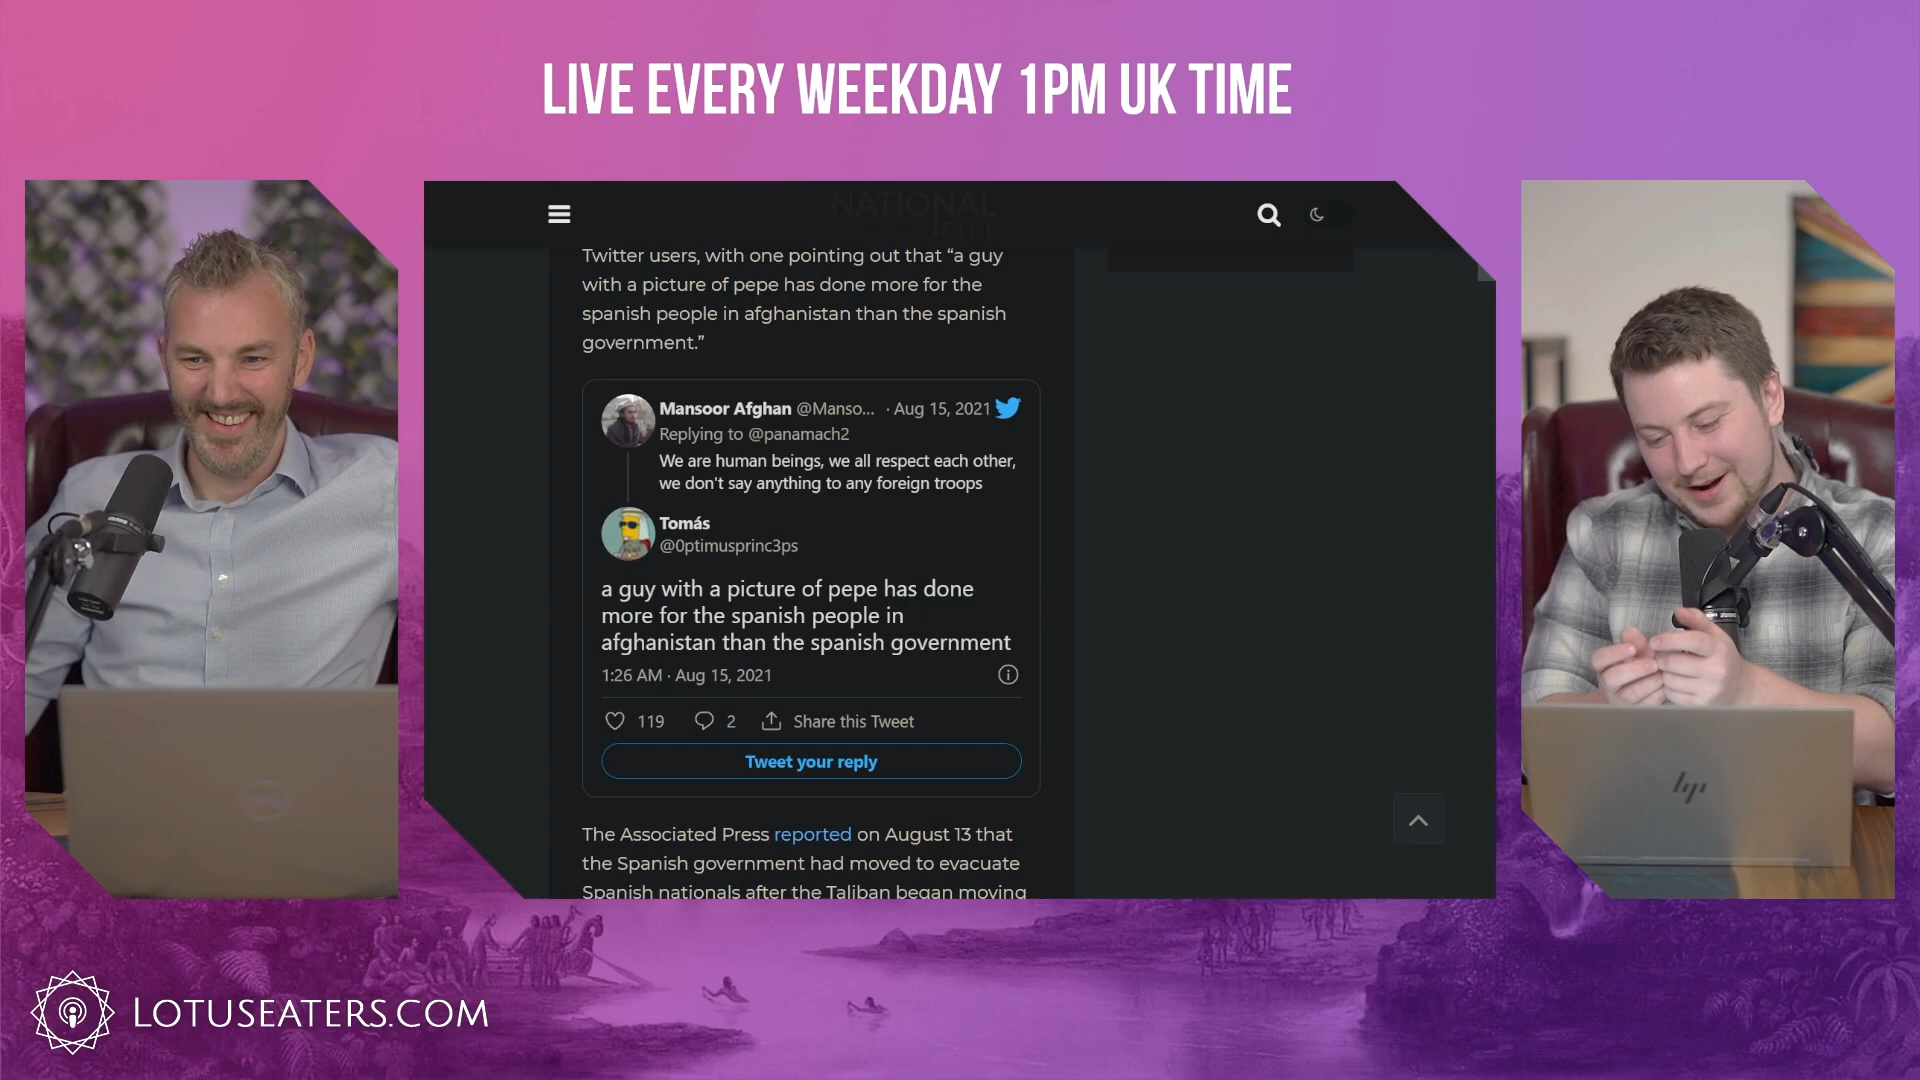 LIVE EVERY WEEKDAY 1PM UK TIME
NATIONAL
FILE
Twitter users, with one pointing out that “a guy
with a picture of pepe has done more for the
spanish people in afghanistan than the spanish
government.”
Mansoor Afghan @Manso... · Aug 15, 2021
Replying to @panamach2
We are human beings, we all respect each other,
we don't say anything to any foreign troops
Tomás
@0ptimusprinc3ps
a guy with a picture of pepe has done
more for the spanish people in
afghanistan than the spanish government
1:26 AM · Aug 15, 2021
119 2 Share this Tweet
Tweet your reply
The Associated Press reported on August 13 that
the Spanish government had moved to evacuate
Spanish nationals after the Taliban began moving
hp
LOTUSEATERS.COM